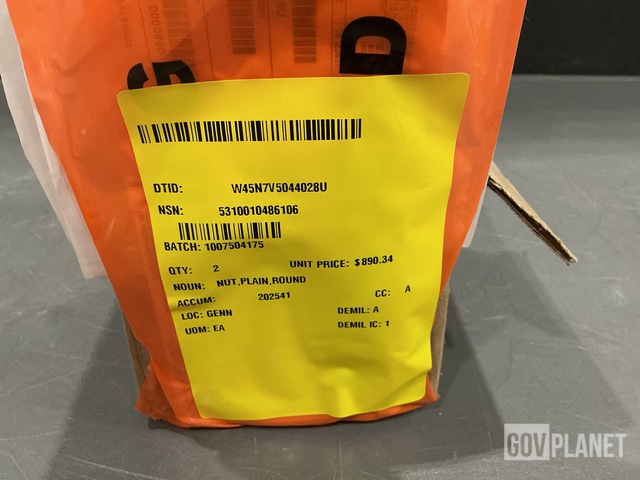 DTID: W45N7V5044028U
NSN: 5310010486106
BATCH: 1007504175
QTY: 2 UNIT PRICE: $890.34
NOUN: NUT,PLAIN,ROUND
ACCUM: 202541 CC: A
LOC: GENN DEMIL: A
UOM: EA DEMIL IC: 1
GOVPLANET